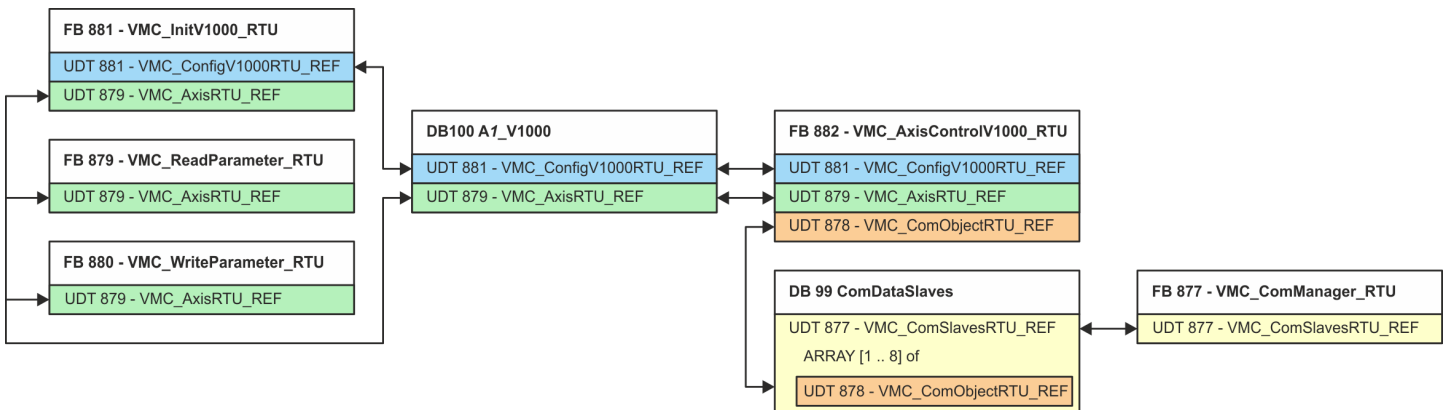 FB 881 - VMC_InitV1000_RTU
UDT 881 - VMC_ConfigV1000RTU_REF
UDT 879 - VMC_AxisRTU_REF
FB 879 - VMC_ReadParameter_RTU
UDT 879 - VMC_AxisRTU_REF
FB 880 - VMC_WriteParameter_RTU
UDT 879 - VMC_AxisRTU_REF
DB100 A1_V1000
UDT 881 - VMC_ConfigV1000RTU_REF
UDT 879 - VMC_AxisRTU_REF
FB 882 - VMC_AxisControlV1000_RTU
UDT 881 - VMC_ConfigV1000RTU_REF
UDT 879 - VMC_AxisRTU_REF
UDT 878 - VMC_ComObjectRTU_REF
DB 99 ComDataSlaves
UDT 877 - VMC_ComSlavesRTU_REF
ARRAY [1 .. 8] of
UDT 878 - VMC_ComObjectRTU_REF
FB 877 - VMC_ComManager_RTU
UDT 877 - VMC_ComSlavesRTU_REF